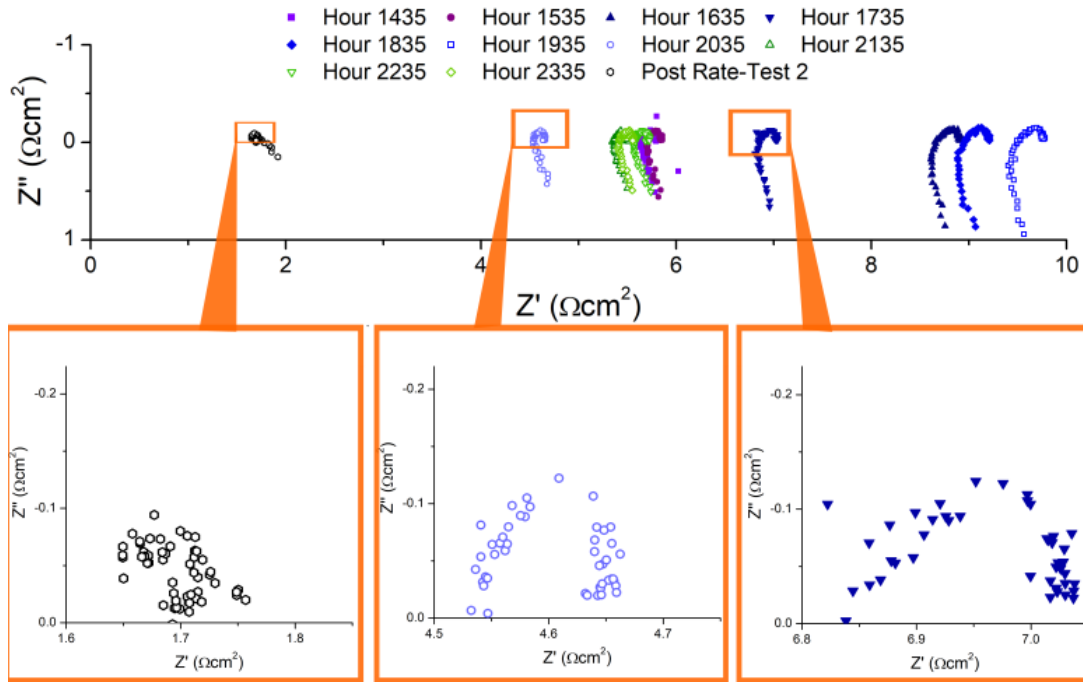 Hour 1435 Hour 1535 Hour 1635 Hour 1735
Hour 1835 Hour 1935 Hour 2035 Hour 2135
Hour 2235 Hour 2335 Post Rate-Test 2
-1
0
1
Z'' (Ωcm²)
0 2 4 6 8 10
Z' (Ωcm²)
-0.2
-0.1
0.0
Z'' (Ωcm²)
1.6 1.7 1.8
Z' (Ωcm²)
-0.2
-0.1
0.0
Z'' (Ωcm²)
4.5 4.6 4.7
Z' (Ωcm²)
-0.2
-0.1
0.0
Z'' (Ωcm²)
6.8 6.9 7.0
Z' (Ωcm²)